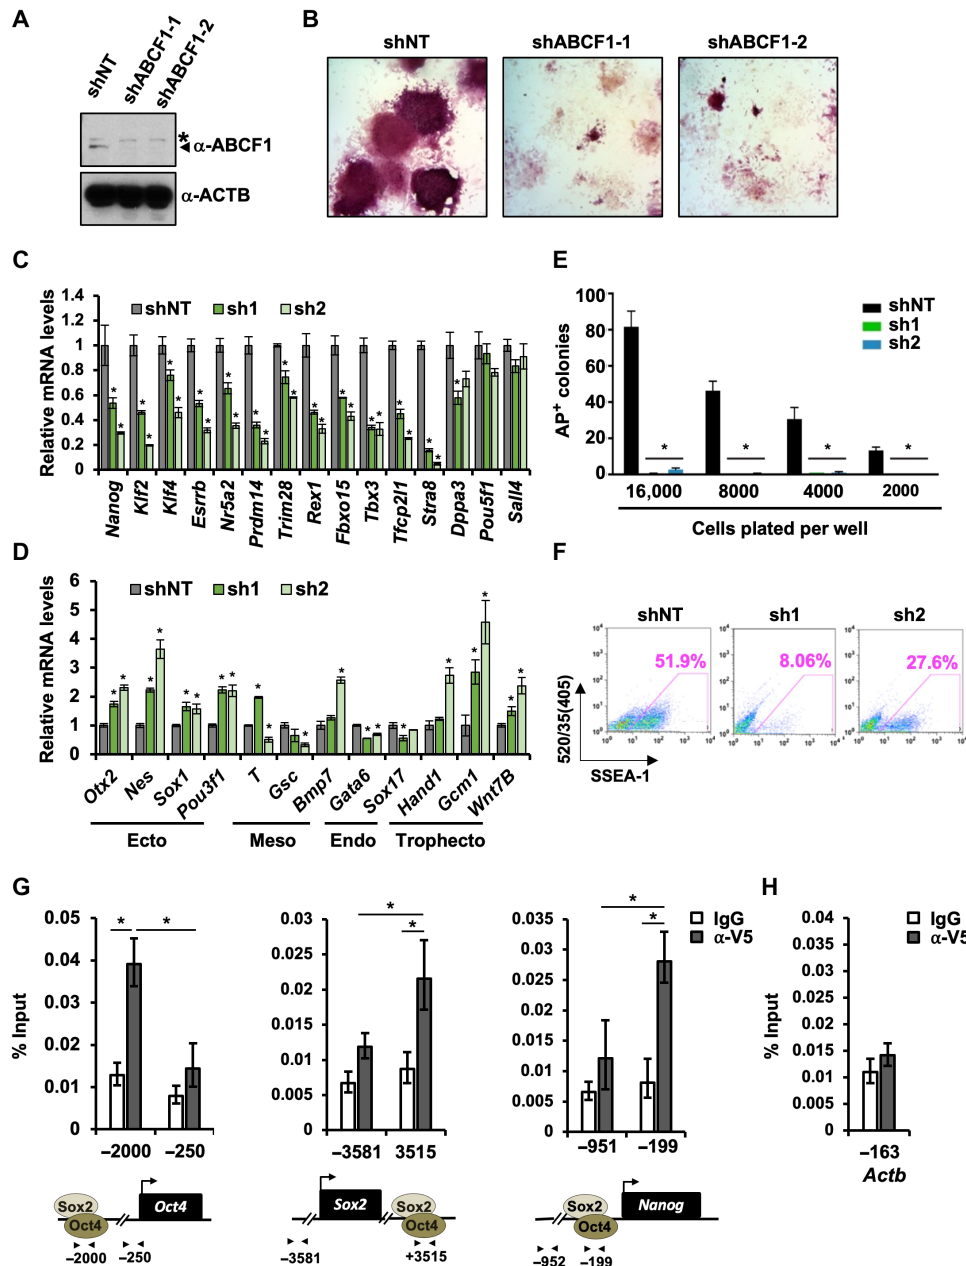 A
shNT
shABCF1-1
shABCF1-2
*
α-ABCF1
α-ACTB
B
shNT
shABCF1-1
shABCF1-2
C
Relative mRNA levels
1.4
1.2
1
0.8
0.6
0.4
0.2
0
shNT sh1 sh2
* * * * * * * * * * * * * * * * * * * * * * * *
Nanog Klf2 Klf4 Esrrb Nr5a2 Prdm14 Trim28 Rex1 Fbxo15 Tbx3 Tfcp2l1 Stra8 Dppa3 Pou5f1 Sall4
E
AP+ colonies
100
80
60
40
20
0
shNT
sh1
sh2
* * * *
16,000 8000 4000 2000
Cells plated per well
D
Relative mRNA levels
6
5
4
3
2
1
0
shNT sh1 sh2
* * * * * * * * * * * * * * * * * * * *
Otx2 Nes Sox1 Pou3f1 T Gsc Bmp7 Gata6 Sox17 Hand1 Gcm1 Wnt7B
Ecto Meso Endo Trophecto
F
shNT sh1 sh2
51.9% 8.06% 27.6%
520/35(405)
SSEA-1
G
% Input
0.05
0.04
0.03
0.02
0.01
0
* *
−2000 −250
0.03
0.025
0.02
0.015
0.01
0.005
0
*
*
−3581 3515
0.035
0.03
0.025
0.02
0.015
0.01
0.005
0
*
*
−951 −199
IgG
α-V5
Sox2
Oct4
Oct4
−2000 −250
Sox2
Sox2
Oct4
−3581 +3515
Sox2
Oct4
Nanog
−952 −199
H
% Input
0.04
0.035
0.03
0.025
0.02
0.015
0.01
0.005
0
IgG
α-V5
−163
Actb